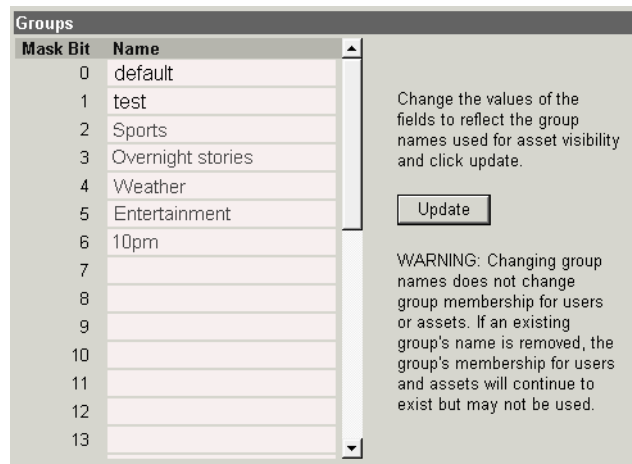 Groups
Mask Bit Name
0 default
1 test
2 Sports
3 Overnight stories
4 Weather
5 Entertainment
6 10pm
7
8
9
10
11
12
13
Change the values of the
fields to reflect the group
names used for asset visibility
and click update.
Update
WARNING: Changing group
names does not change
group membership for users
or assets. If an existing
group's name is removed, the
group's membership for users
and assets will continue to
exist but may not be used.